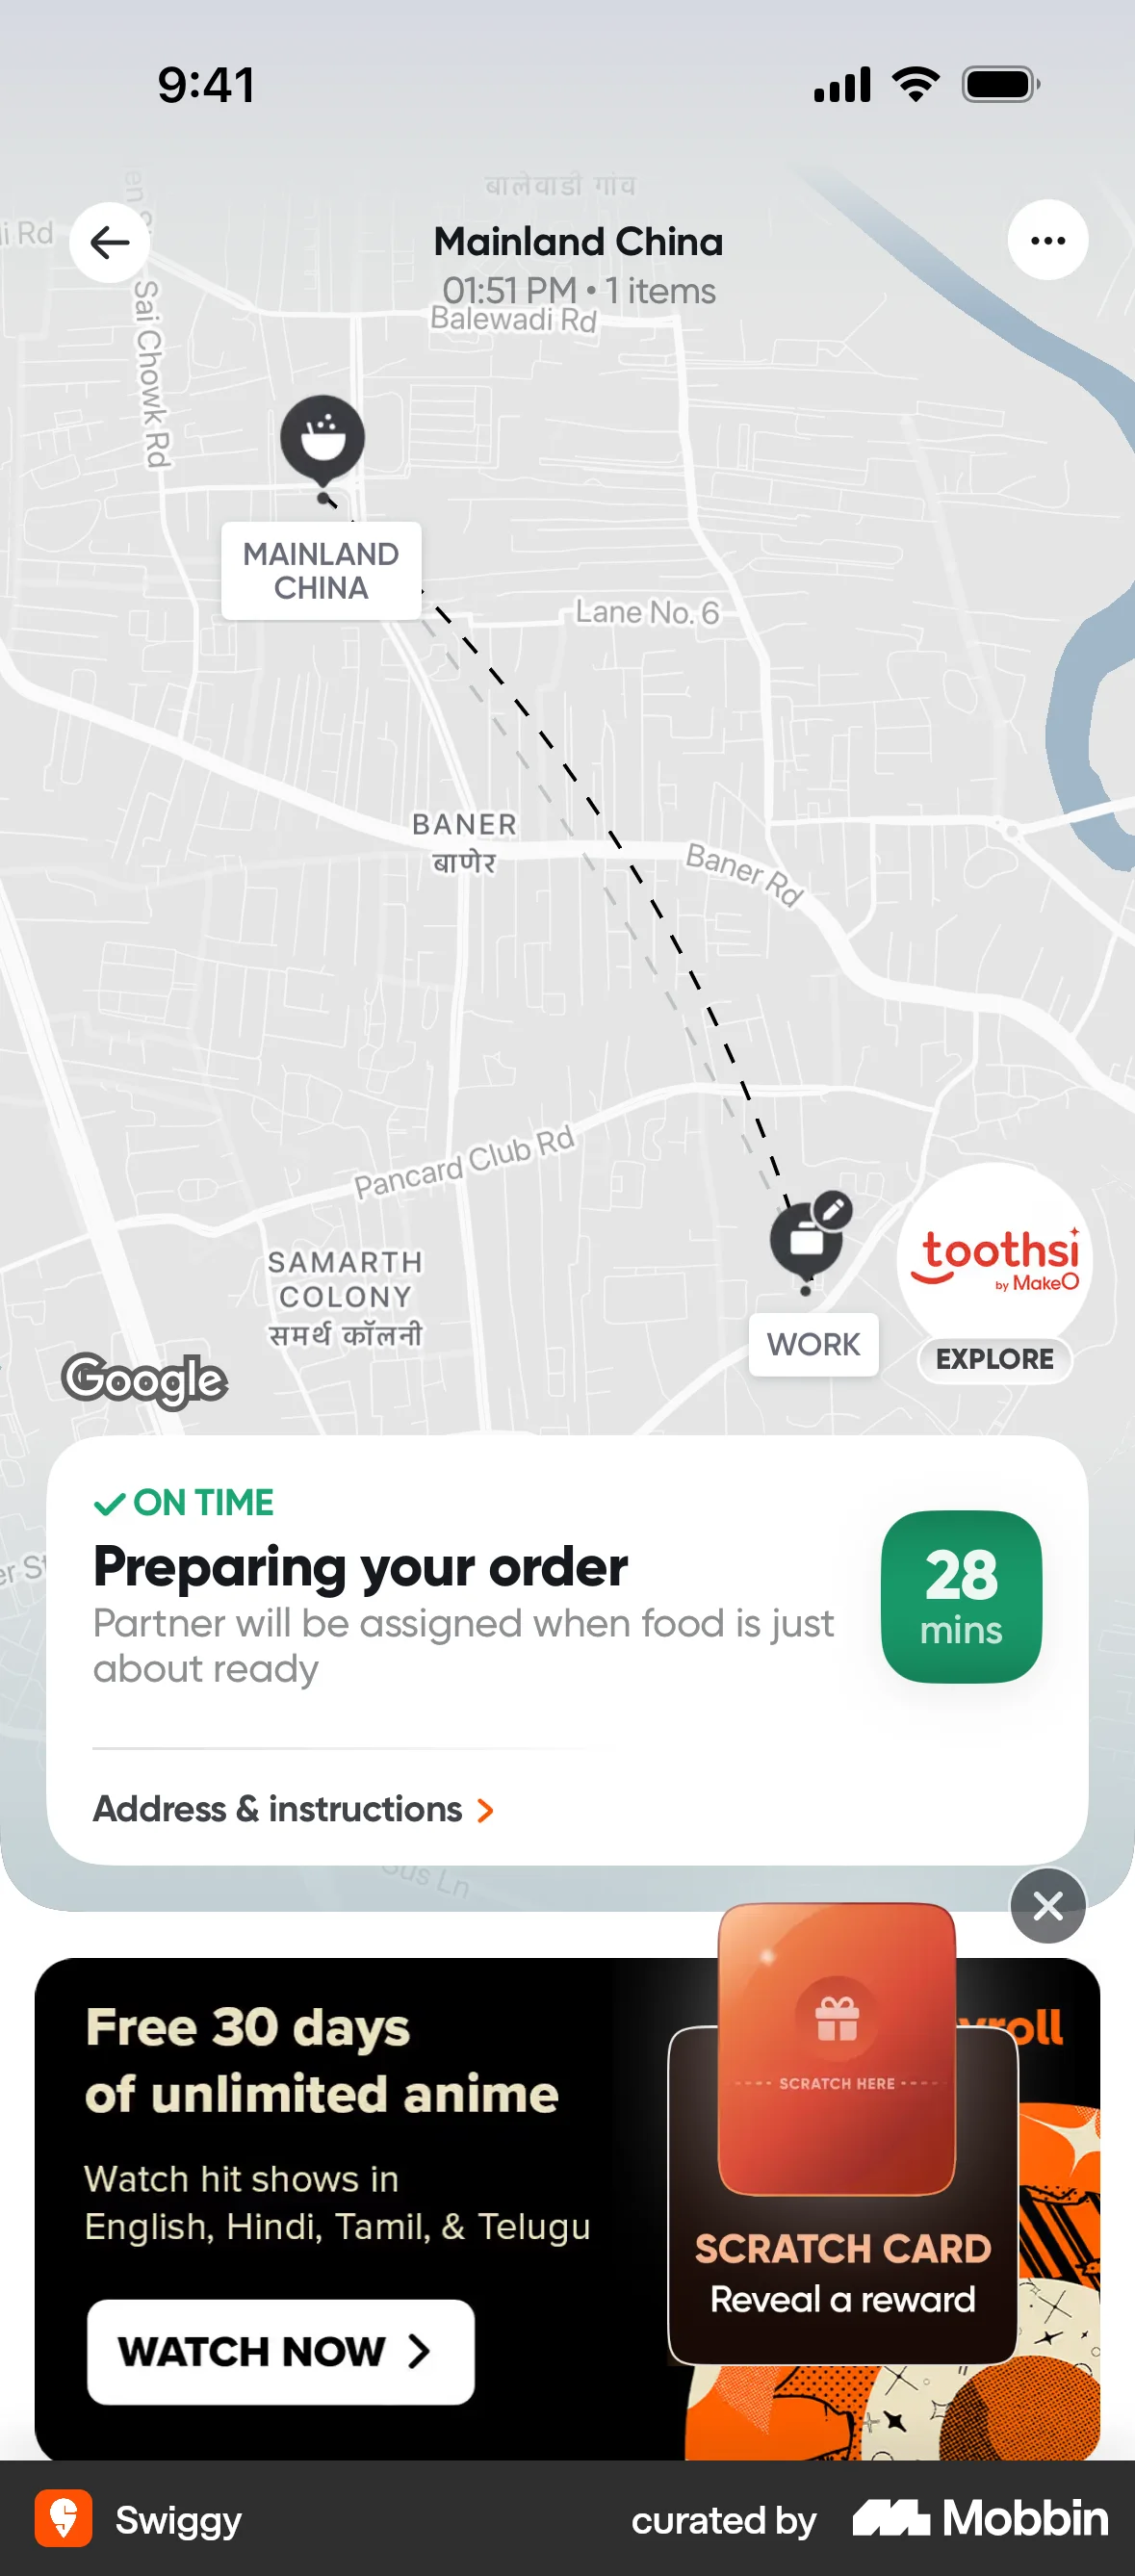 9:41
बालेवाडी गांव
Mainland China
01:51 PM • 1 items
Balewadi Rd
Sai Chowk Rd
MAINLAND
CHINA
Lane No. 6
BANER
बाणेर
Baner Rd
Pancard Club Rd
SAMARTH
COLONY
समर्थ कॉलनी
WORK
toothsi
by MakeO
EXPLORE
Google
ON TIME
Preparing your order
Partner will be assigned when food is just
about ready
28
mins
Address & instructions
Free 30 days
of unlimited anime
Watch hit shows in
English, Hindi, Tamil, & Telugu
WATCH NOW
SCRATCH HERE
SCRATCH CARD
Reveal a reward
Swiggy
curated by Mobbin